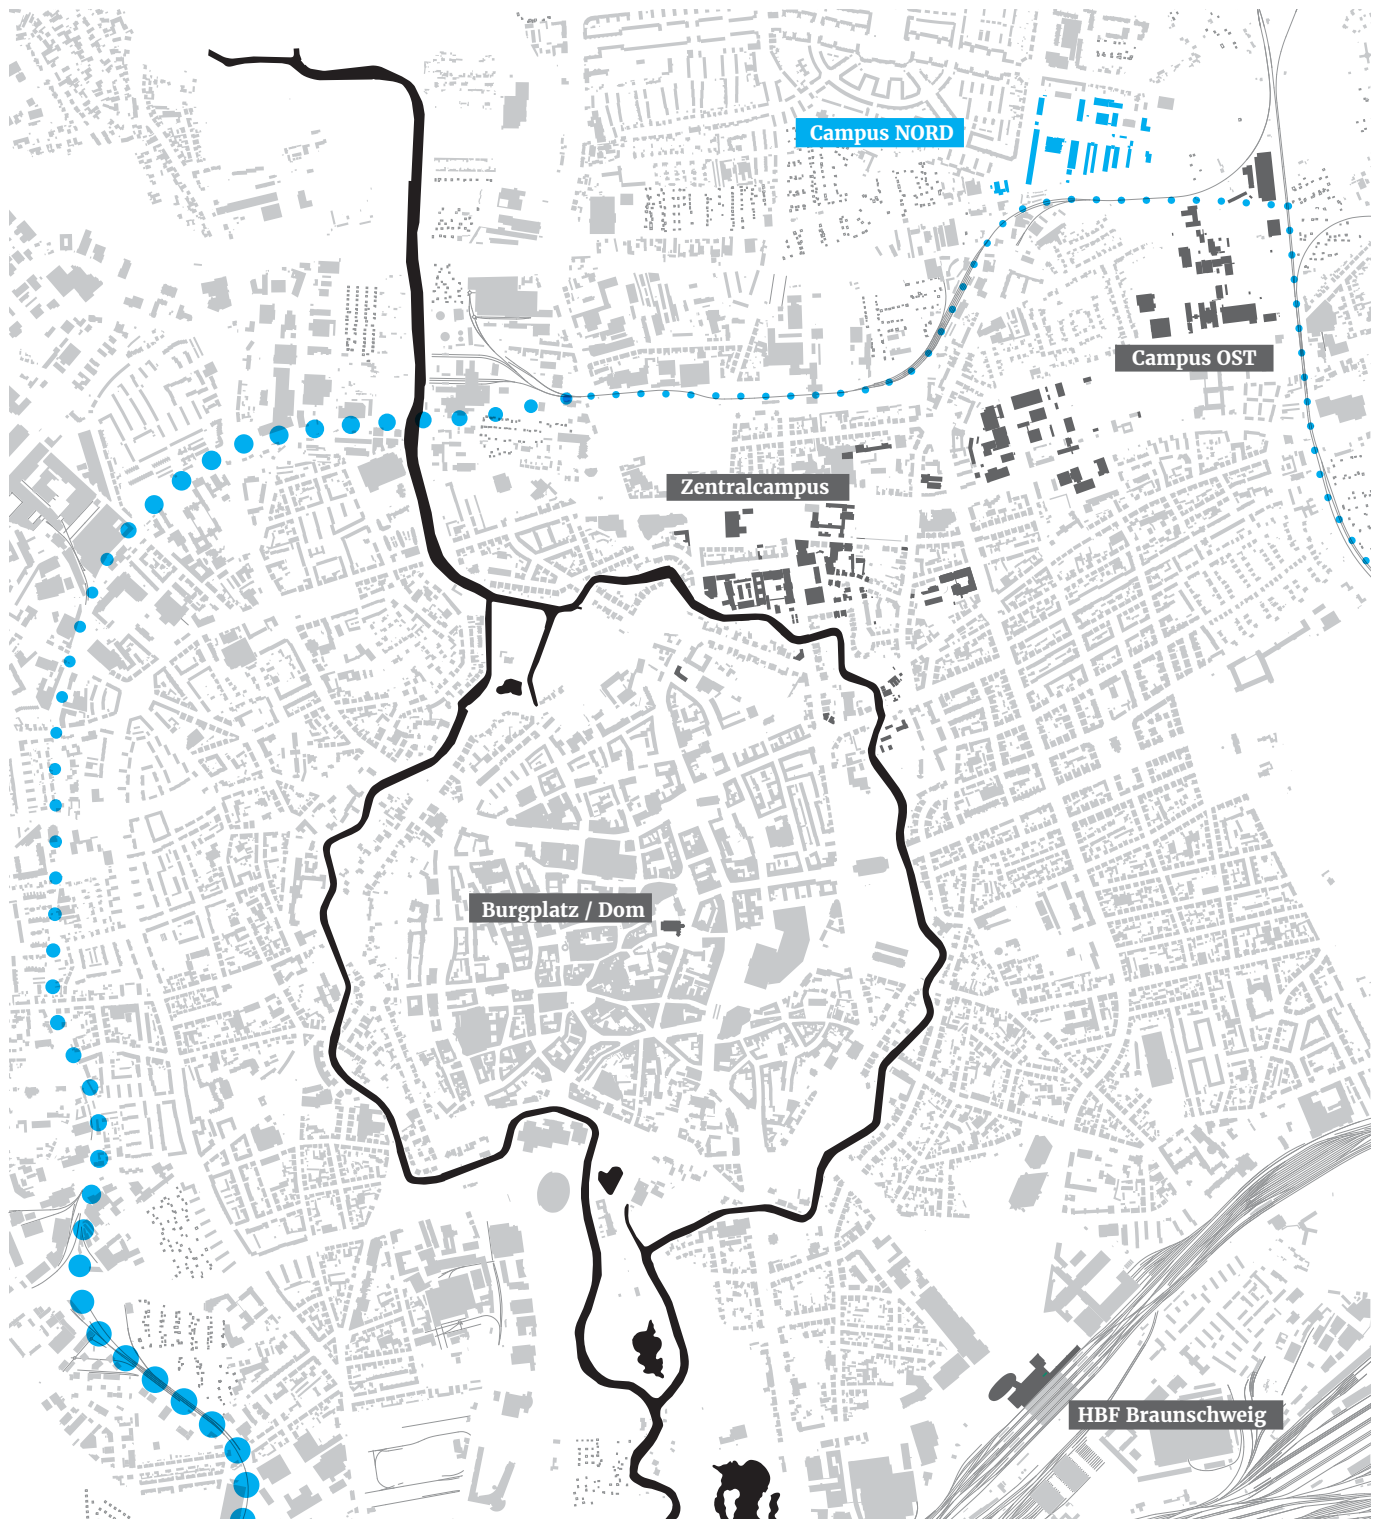 Campus NORD
Campus OST
Zentralcampus
Burgplatz / Dom
HBF Braunschweig